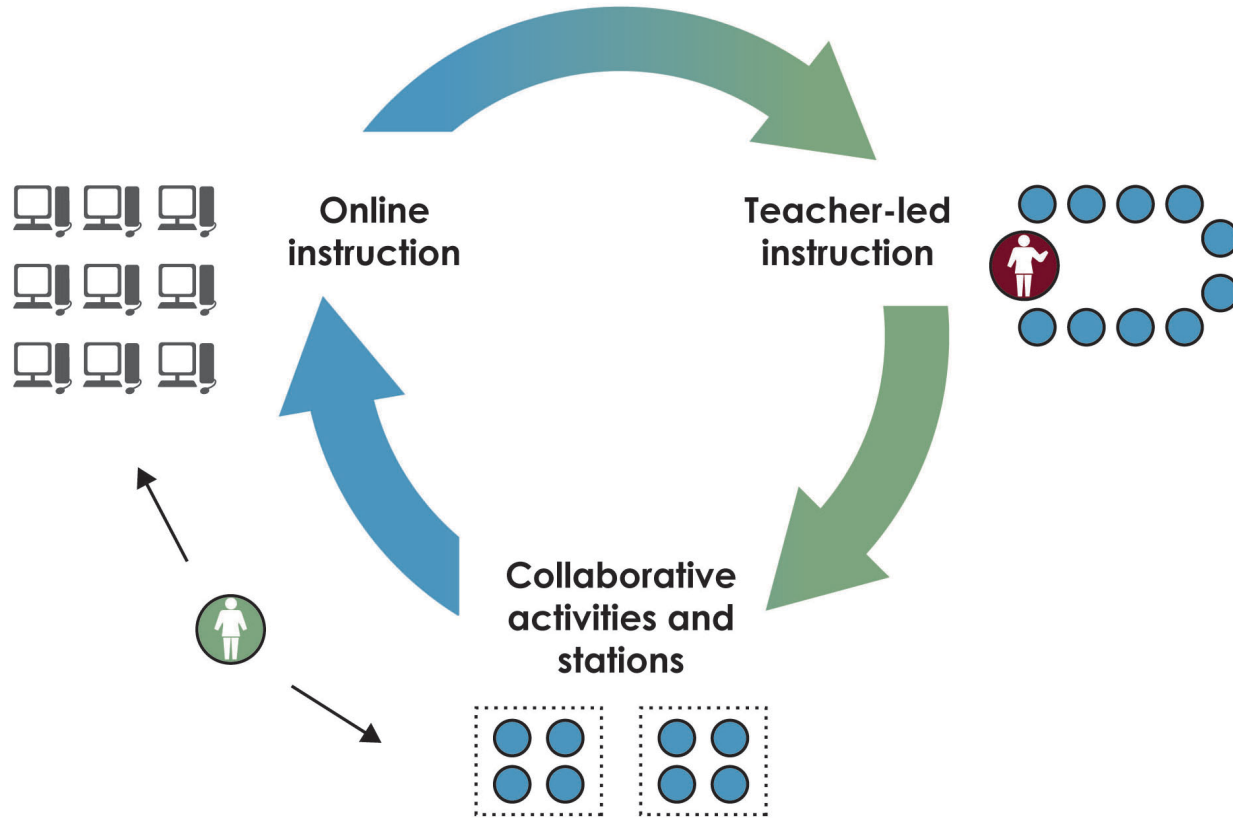 Online
instruction
Teacher-led
instruction
Collaborative
activities and
stations